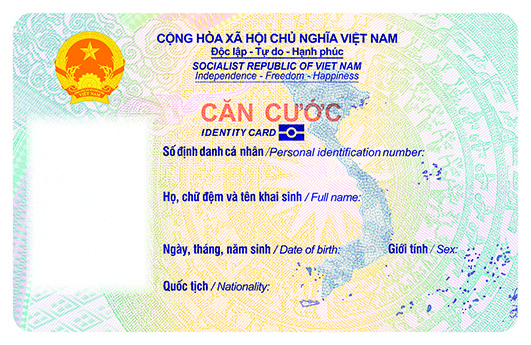 CỘNG HÒA XÃ HỘI CHỦ NGHĨA VIỆT NAM
Độc lập - Tự do - Hạnh phúc
SOCIALIST REPUBLIC OF VIET NAM
Independence - Freedom - Happiness
VIỆT NAM
CĂN CƯỚC
IDENTITY CARD
Số định danh cá nhân /Personal identification number:
Họ, chữ đệm và tên khai sinh / Full name:
Ngày, tháng, năm sinh / Date of birth: Giới tính / Sex:
Quốc tịch / Nationality: